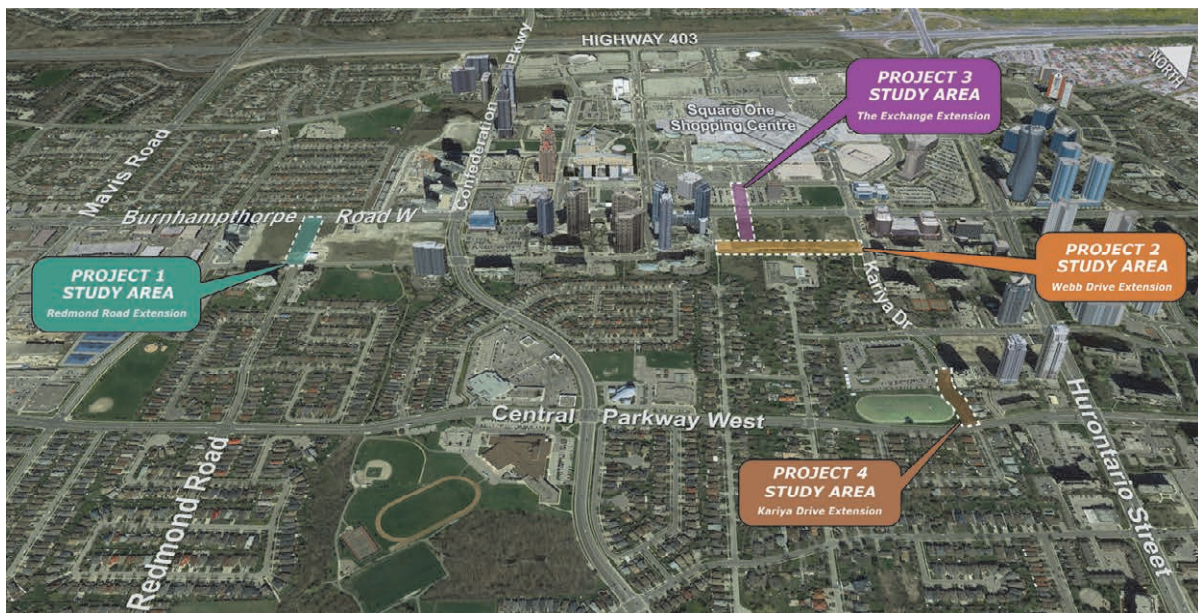 HIGHWAY 403
NORTH
Confederation Pkwy
Mavis Road
Square One
Shopping Centre
PROJECT 3
STUDY AREA
The Exchange Extension
Burnhampthorpe Road W
PROJECT 1
STUDY AREA
Redmond Road Extension
PROJECT 2
STUDY AREA
Webb Drive Extension
Kariya Dr
Central Parkway West
Redmond Road
Hurontario Street
PROJECT 4
STUDY AREA
Kariya Drive Extension